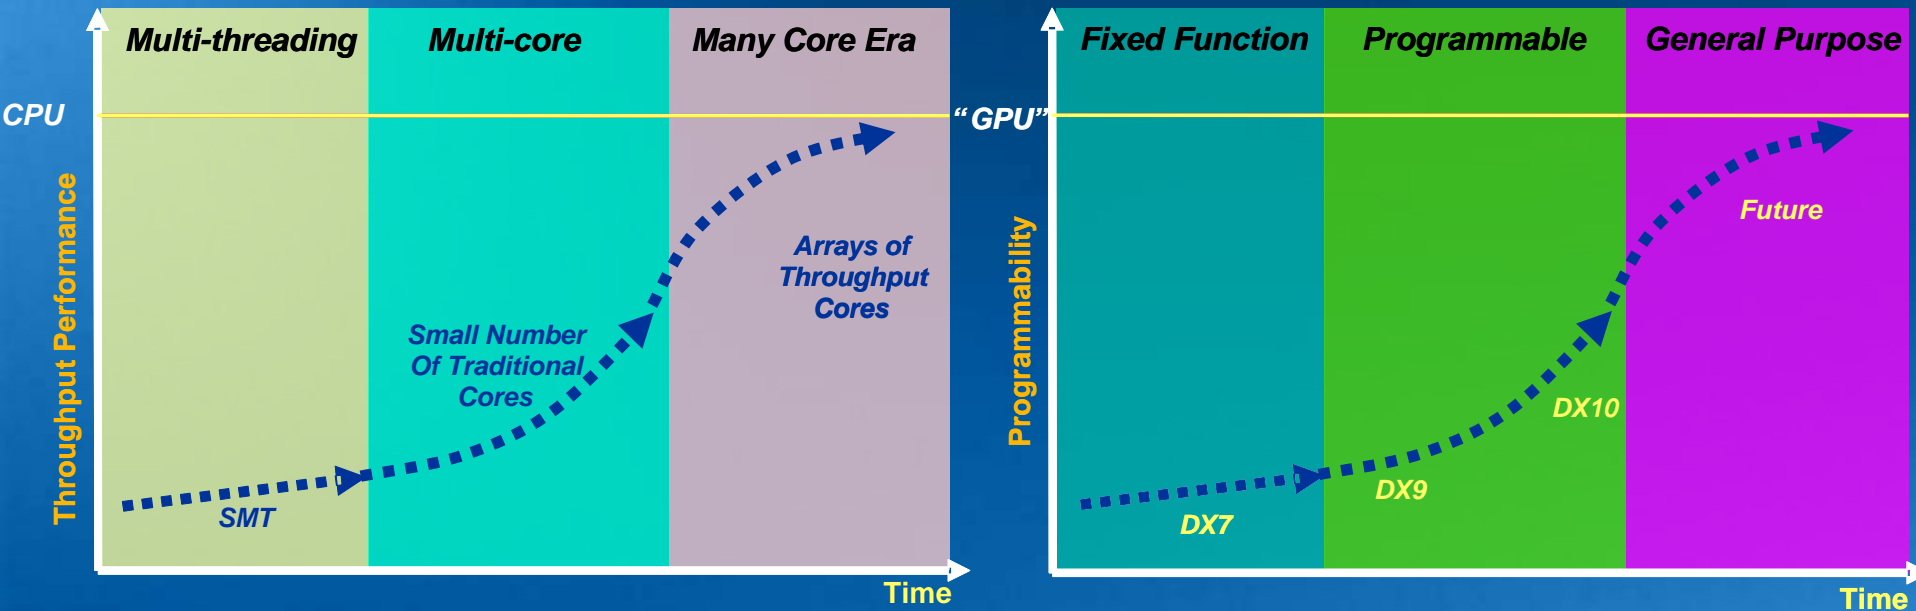 Multi-threading
Multi-core
Many Core Era
CPU
Throughput Performance
SMT
Small Number
Of Traditional
Cores
Arrays of
Throughput
Cores
Time
Fixed Function
Programmable
General Purpose
“GPU”
Programmability
DX7
DX9
DX10
Future
Time